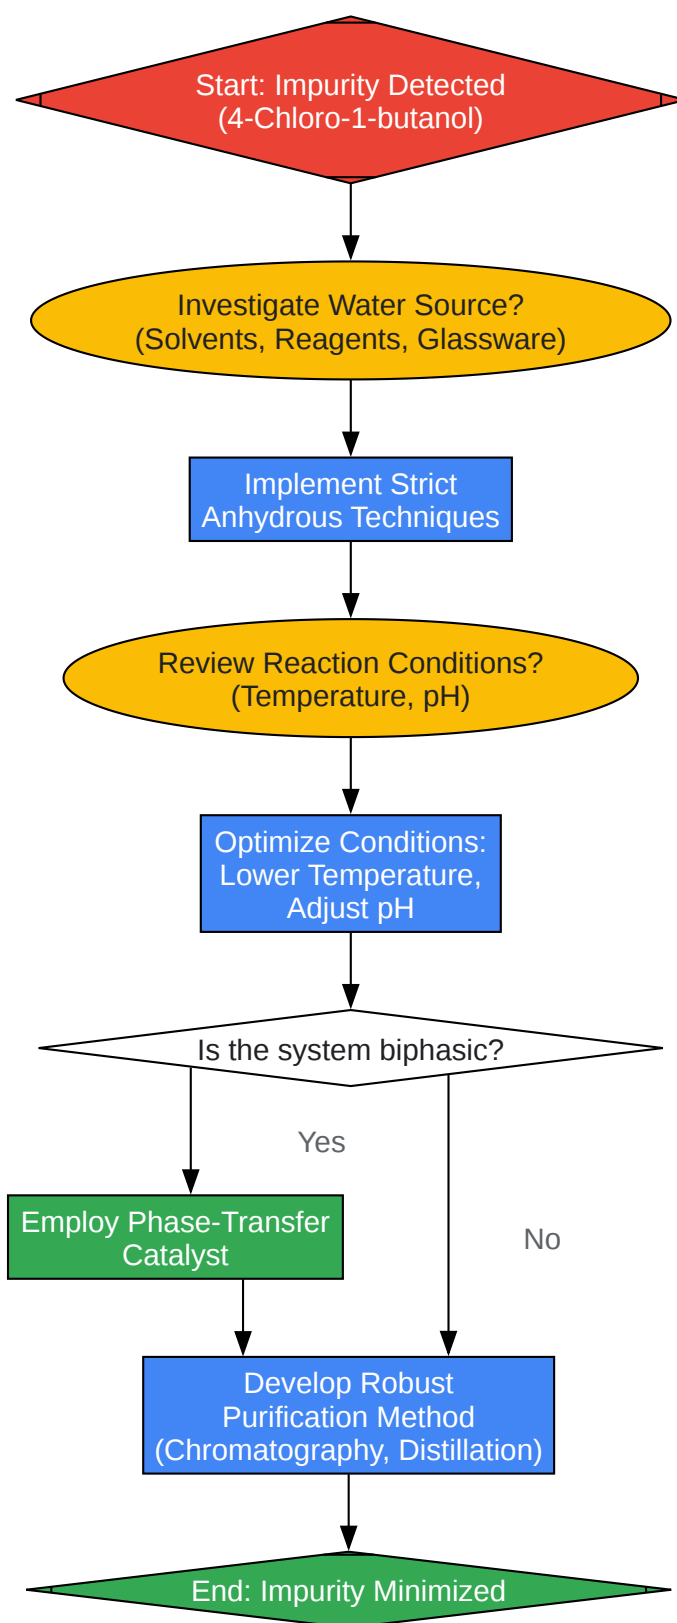 Start: Impurity Detected
(4-Chloro-1-butanol)
Investigate Water Source?
(Solvents, Reagents, Glassware)
Implement Strict
Anhydrous Techniques
Review Reaction Conditions?
(Temperature, pH)
Optimize Conditions:
Lower Temperature,
Adjust pH
Is the system biphasic?
Yes
Employ Phase-Transfer
Catalyst
No
Develop Robust
Purification Method
(Chromatography, Distillation)
End: Impurity Minimized